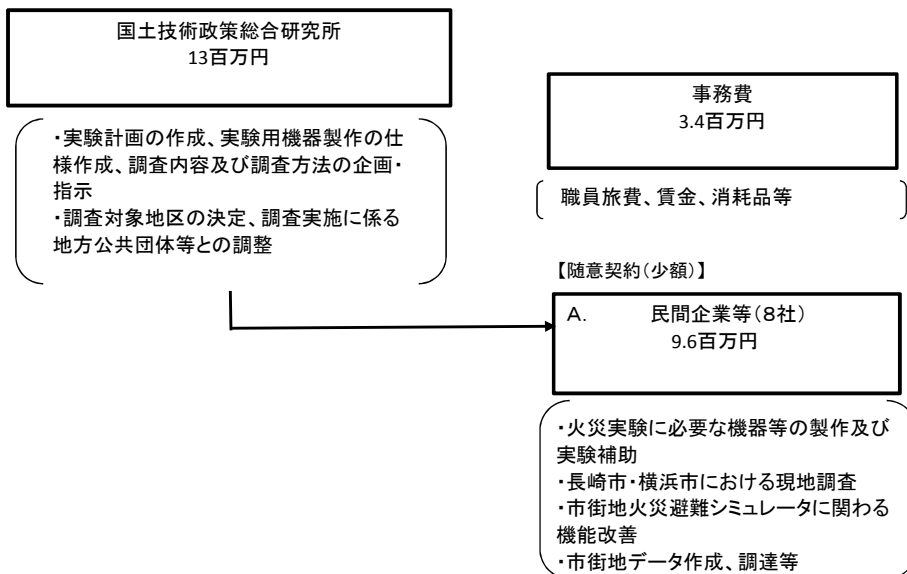 国土技術政策総合研究所
13百万円
・実験計画の作成、実験用機器製作の仕
様作成、調査内容及び調査方法の企画・
指示
・調査対象地区の決定、調査実施に係る
地方公共団体等との調整
事務費
3.4百万円
職員旅費、賃金、消耗品等
【随意契約(少額)】
A. 民間企業等(8社)
9.6百万円
・火災実験に必要な機器等の製作及び
実験補助
・長崎市・横浜市における現地調査
・市街地火災避難シミュレータに関わる
機能改善
・市街地データ作成、調達等